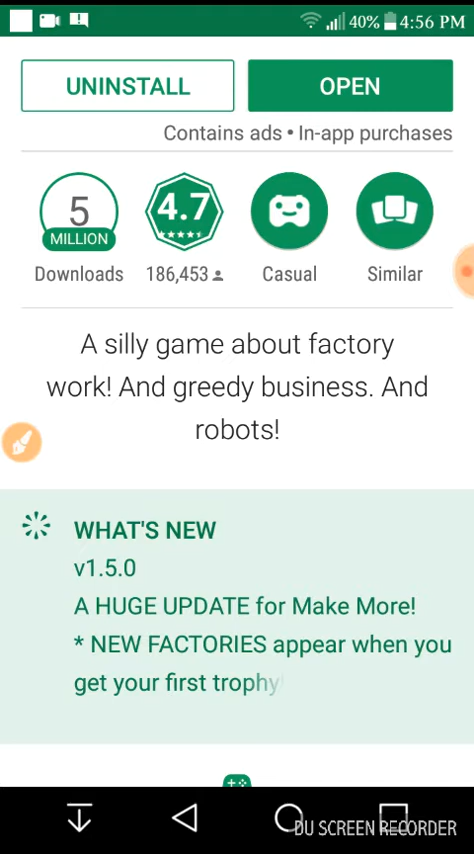 40% 4:56 PM
UNINSTALL OPEN
Contains ads • In-app purchases
5
MILLION
4.7
Downloads 186,453 Casual Similar
A silly game about factory
work! And greedy business. And
robots!
WHAT'S NEW
v1.5.0
A HUGE UPDATE for Make More!
* NEW FACTORIES appear when you
get your first trophy!
DU SCREEN RECORDER